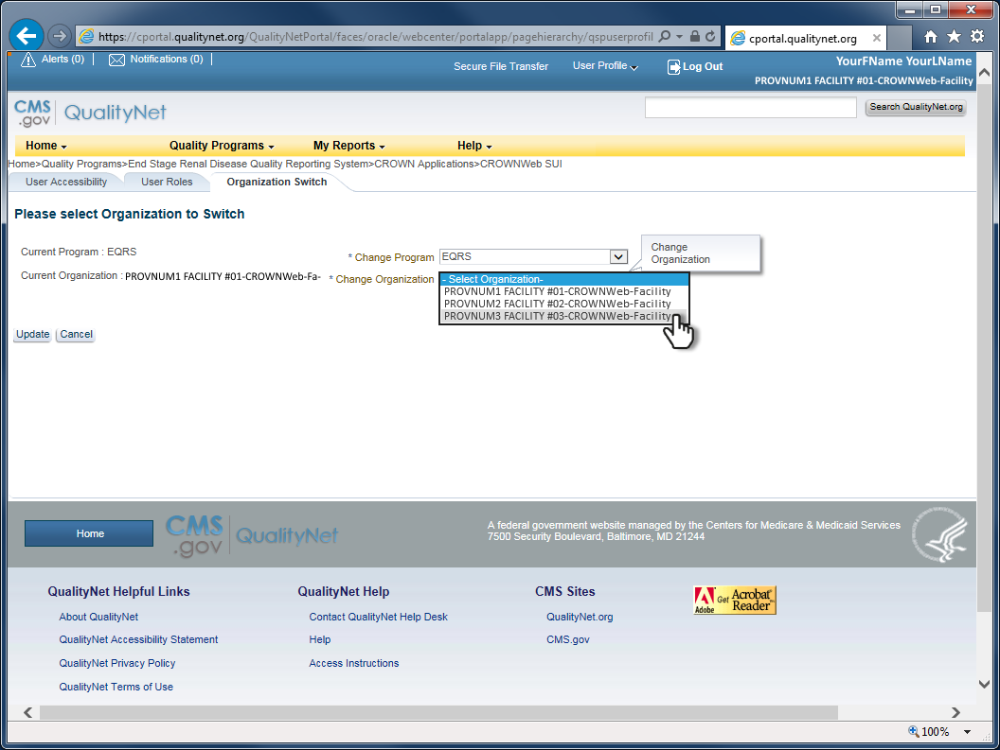 https://cportal.qualitynet.org/QualityNetPortal/faces/oracle/webcenter/portalapp/pagehierarchy/qspuserprofil
cportal.qualitynet.org
Alerts (0)
Notifications (0)
Secure File Transfer
User Profile
Log Out
YourFName YourLName
PROVNUM1 FACILITY #01-CROWNWeb-Facility
CMS
.gov
QualityNet
Search QualityNet.org
Home
Quality Programs
My Reports
Help
Home>Quality Programs>End Stage Renal Disease Quality Reporting System>CROWN Applications>CROWNWeb SUI
User Accessibility
User Roles
Organization Switch
Please select Organization to Switch
Current Program : EQRS
* Change Program
EQRS
Change
Organization
Current Organization : PROVNUM1 FACILITY #01-CROWNWeb-Fa-
* Change Organization
- Select Organization-
PROVNUM1 FACILITY #01-CROWNWeb-Facility
PROVNUM2 FACILITY #02-CROWNWeb-Facility
PROVNUM3 FACILITY #03-CROWNWeb-Facility
Update
Cancel
Home
CMS
.gov
QualityNet
A federal government website managed by the Centers for Medicare & Medicaid Services
7500 Security Boulevard, Baltimore, MD 21244
QualityNet Helpful Links
About QualityNet
QualityNet Accessibility Statement
QualityNet Privacy Policy
QualityNet Terms of Use
QualityNet Help
Contact QualityNet Help Desk
Help
Access Instructions
CMS Sites
QualityNet.org
CMS.gov
Adobe
Get Acrobat
Reader
100%